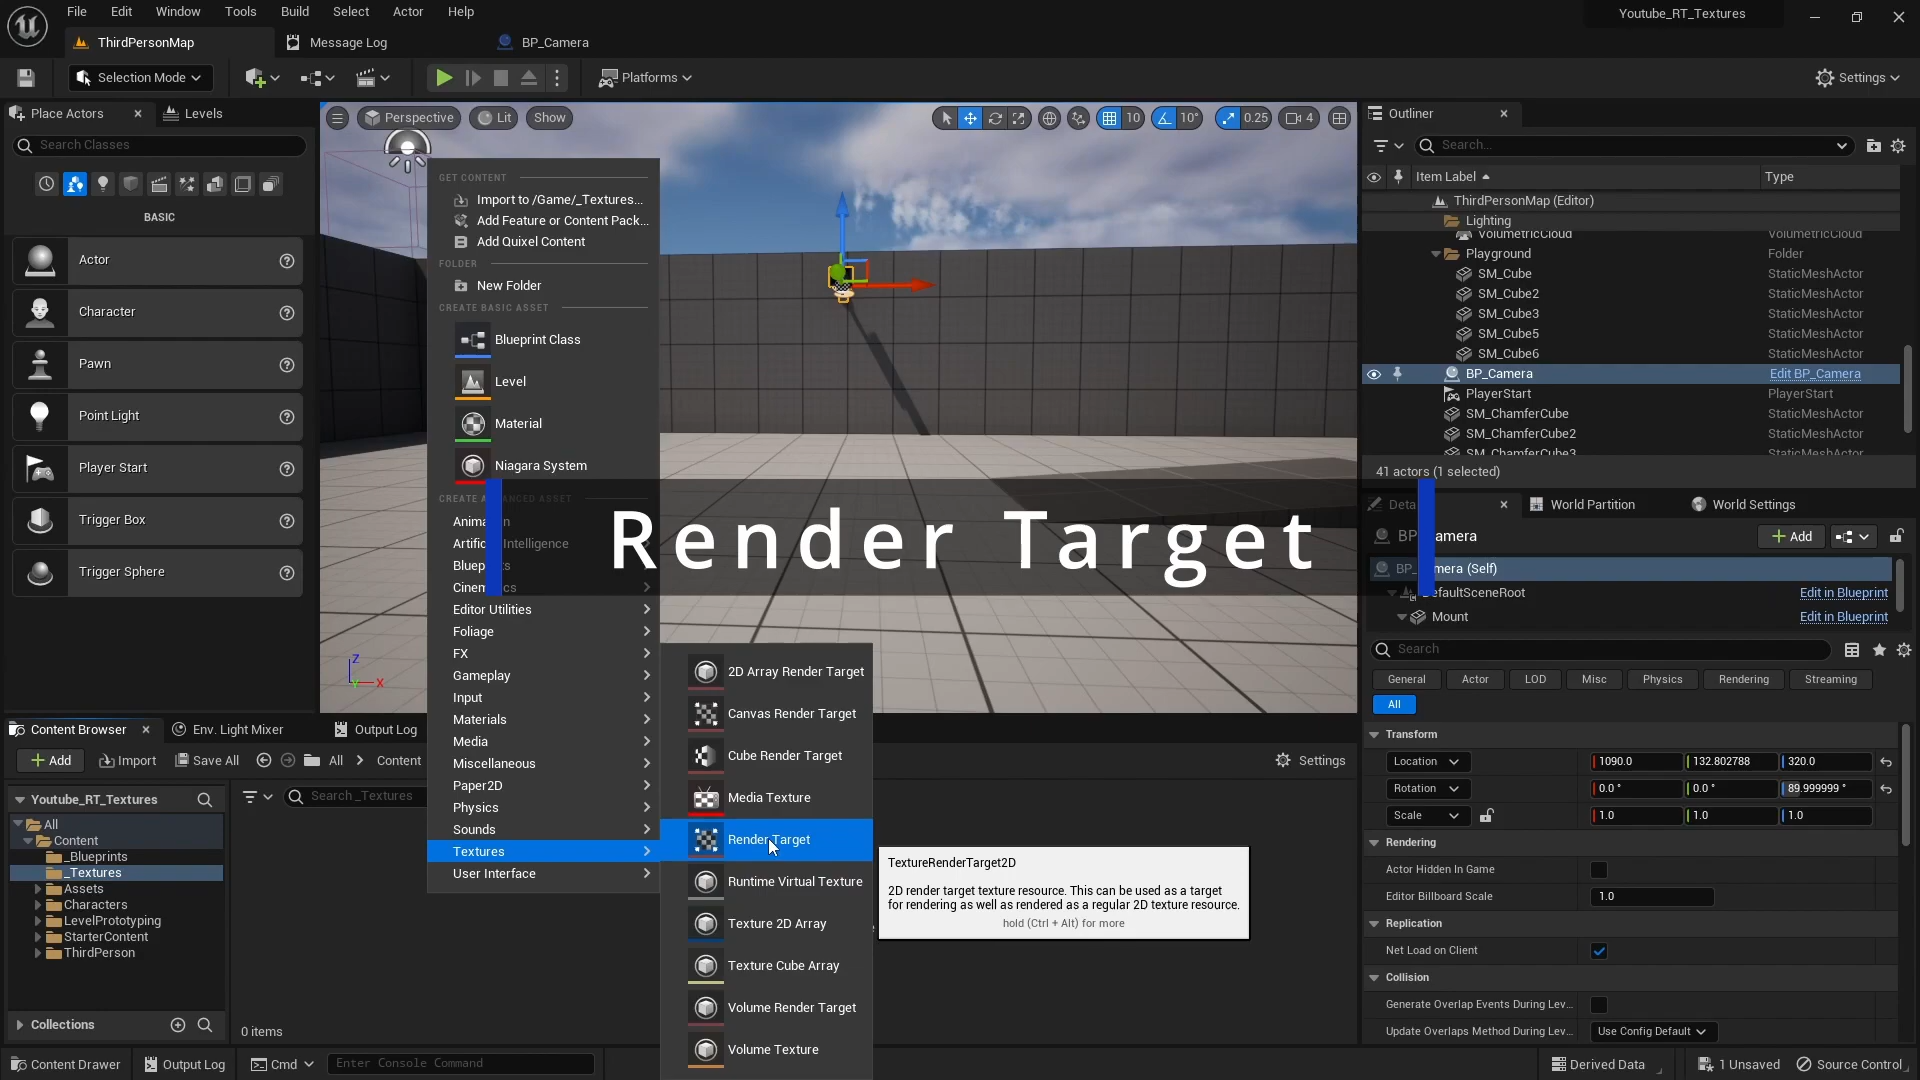 File Edit Window Tools Build Select Actor Help
Youtube_RT_Textures
ThirdPersonMap
Message Log
BP_Camera
Selection Mode
Platforms
Settings
Place Actors
Levels
Search Classes
BASIC
Actor
Character
Pawn
Point Light
Player Start
Trigger Box
Trigger Sphere
Perspective
Lit
Show
10
10°
0.25
4
GET CONTENT
Import to /Game/_Textures...
Add Feature or Content Pack...
Add Quixel Content
FOLDER
New Folder
CREATE BASIC ASSET
Blueprint Class
Level
Material
Niagara System
Intelligence
Editor Utilities
Foliage
FX
Gameplay
Input
Materials
Media
Miscellaneous
Paper2D
Physics
Sounds
Textures
User Interface
Render Target
2D Array Render Target
Canvas Render Target
Cube Render Target
Media Texture
Render Target
Runtime Virtual Texture
Texture 2D Array
Texture Cube Array
Volume Render Target
Volume Texture
TextureRenderTarget2D
2D render target texture resource. This can be used as a target
for rendering as well as rendered as a regular 2D texture resource.
hold (Ctrl + Alt) for more
Z
Y
X
Outliner
Search...
Item Label
Type
ThirdPersonMap (Editor)
Lighting
VolumetricCloud VolumetricCloud
Playground Folder
SM_Cube StaticMeshActor
SM_Cube2 StaticMeshActor
SM_Cube3 StaticMeshActor
SM_Cube5 StaticMeshActor
SM_Cube6 StaticMeshActor
BP_Camera Edit BP_Camera
PlayerStart PlayerStart
SM_ChamferCube StaticMeshActor
SM_ChamferCube2 StaticMeshActor
SM_ChamferCube3 StaticMeshActor
41 actors (1 selected)
World Partition
World Settings
Add
(Self)
Edit in Blueprint
Mount Edit in Blueprint
Search
General
Actor
LOD
Misc
Physics
Rendering
Streaming
All
Transform
Location 1090.0 132.802788 320.0
Rotation 0.0 ° 0.0 ° 89.999999 °
Scale 1.0 1.0 1.0
Rendering
Actor Hidden In Game
Editor Billboard Scale 1.0
Replication
Net Load on Client
Collision
Generate Overlap Events During Lev...
Update Overlaps Method During Lev... Use Config Default
Content Browser
Env. Light Mixer
Output Log
Add
Import
Save All
All
Content
Settings
Youtube_RT_Textures
Search _Textures
All
Content
_Blueprints
_Textures
Assets
Characters
LevelPrototyping
StarterContent
ThirdPerson
Collections
0 items
Content Drawer
Output Log
Cmd
Enter Console Command
Derived Data
1 Unsaved
Source Control